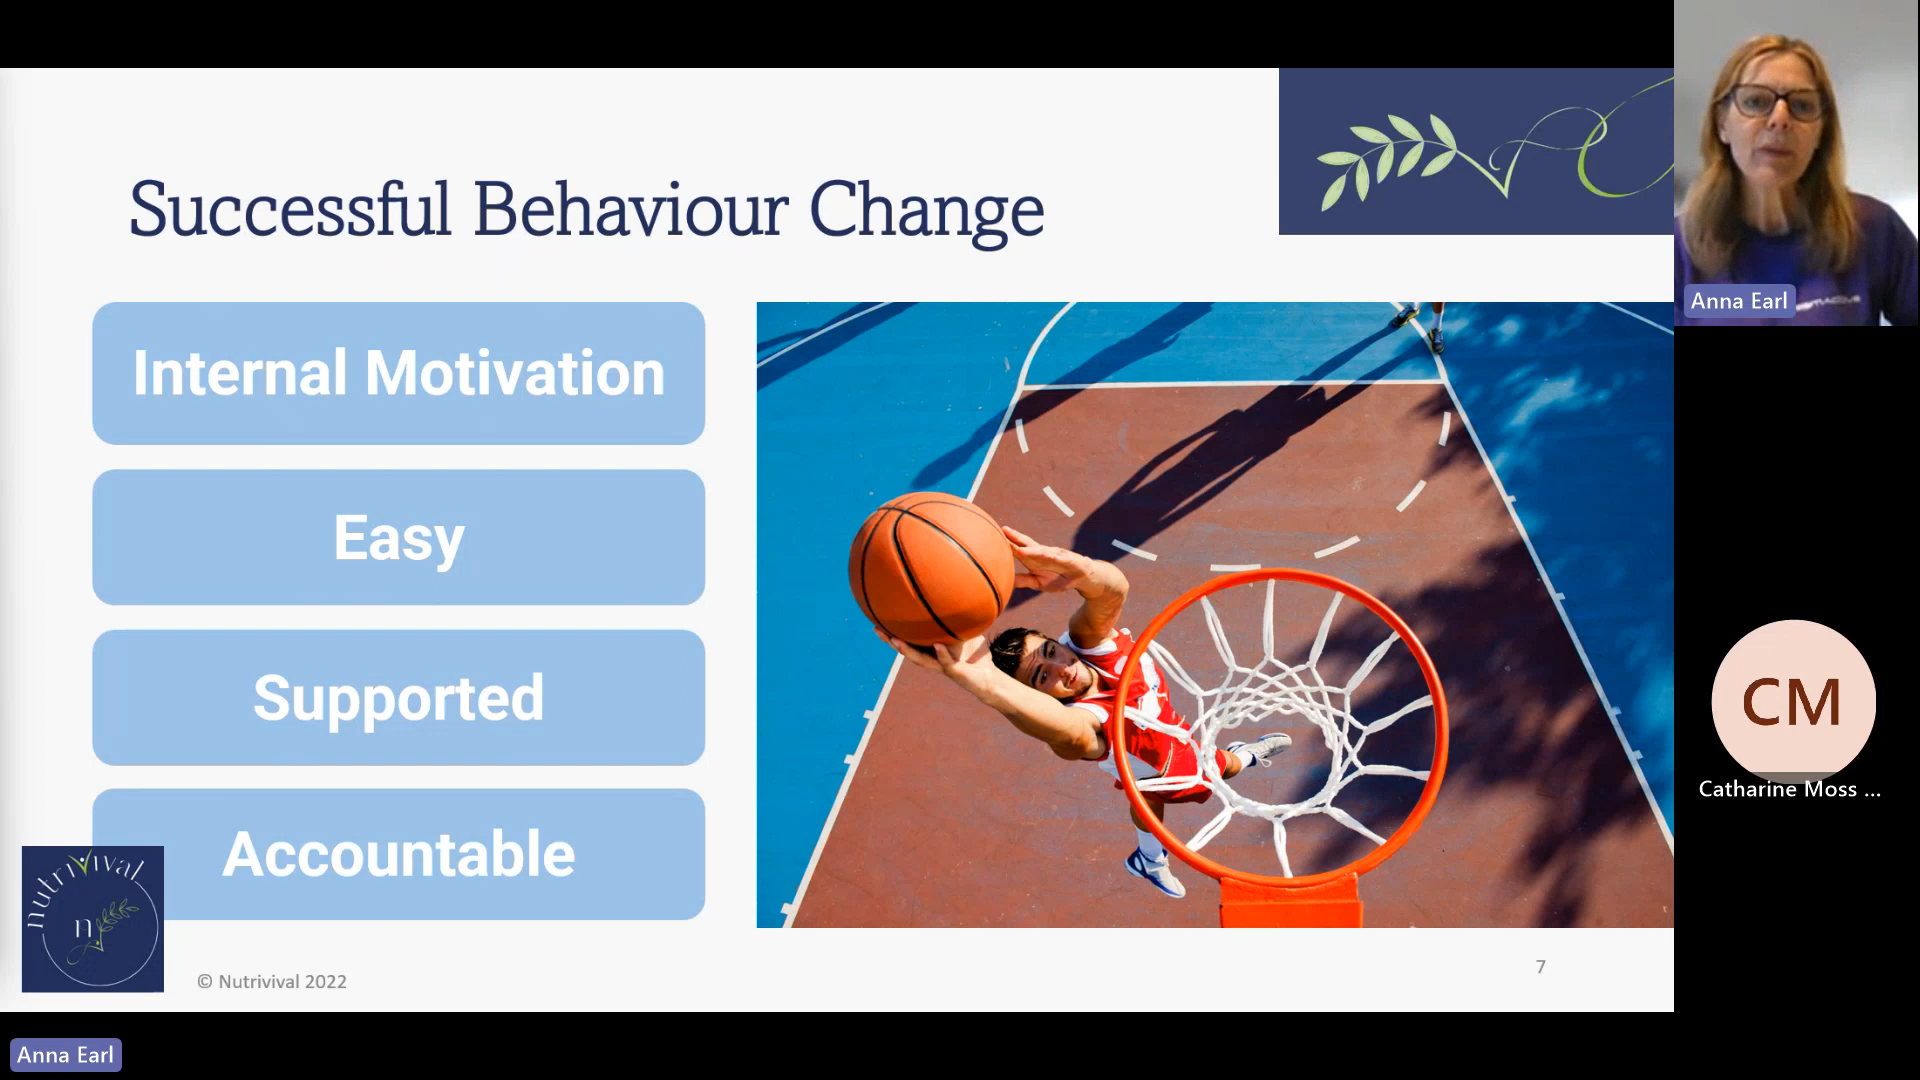 Successful Behaviour Change
Internal Motivation
Easy
Supported
Accountable
nutrivival
n
© Nutrivival 2022
7
Anna Earl
CM
Catharine Moss ...
Anna Earl